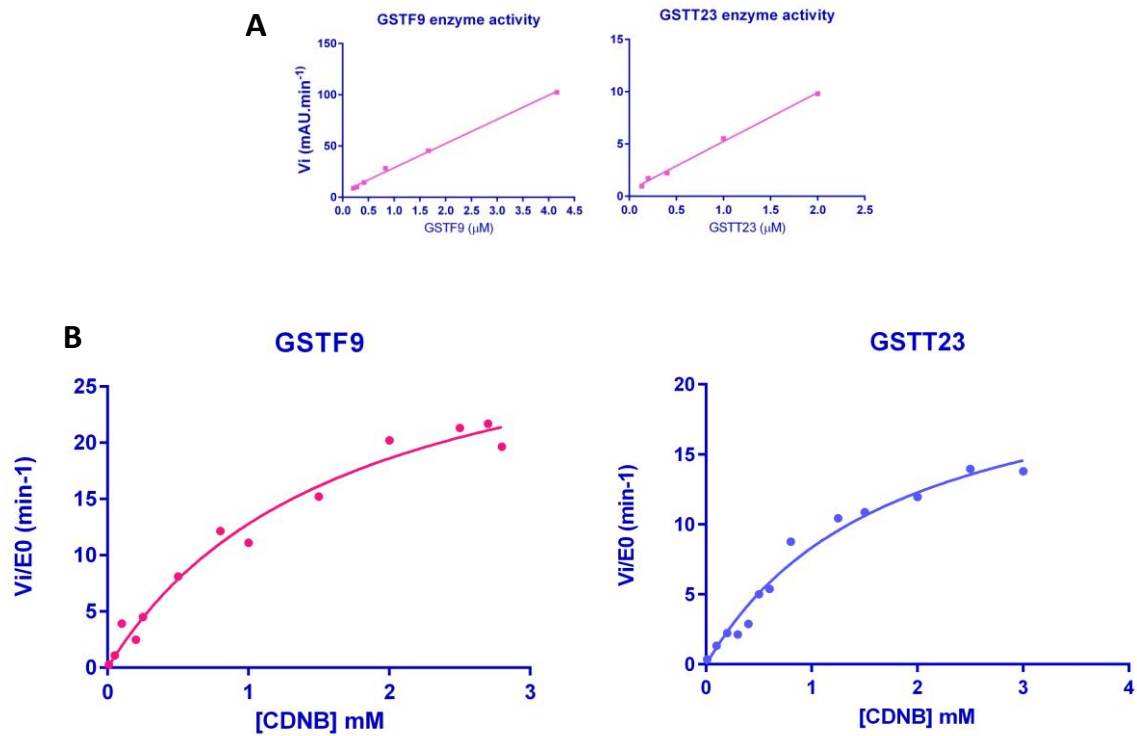 A
GSTF9 enzyme activity
GSTT23 enzyme activity
Vi (mAU.min⁻¹)
150
100
50
0
0.0 0.5 1.0 1.5 2.0 2.5 3.0 3.5 4.0 4.5
GSTF9 (μM)
15
10
5
0
0.0 0.5 1.0 1.5 2.0 2.5
GSTT23 (μM)
B
GSTF9
GSTT23
Vi/E0 (min-1)
25
20
15
10
5
0
0 1 2 3
[CDNB] mM
Vi/E0 (min-1)
20
15
10
5
0
0 1 2 3 4
[CDNB] mM